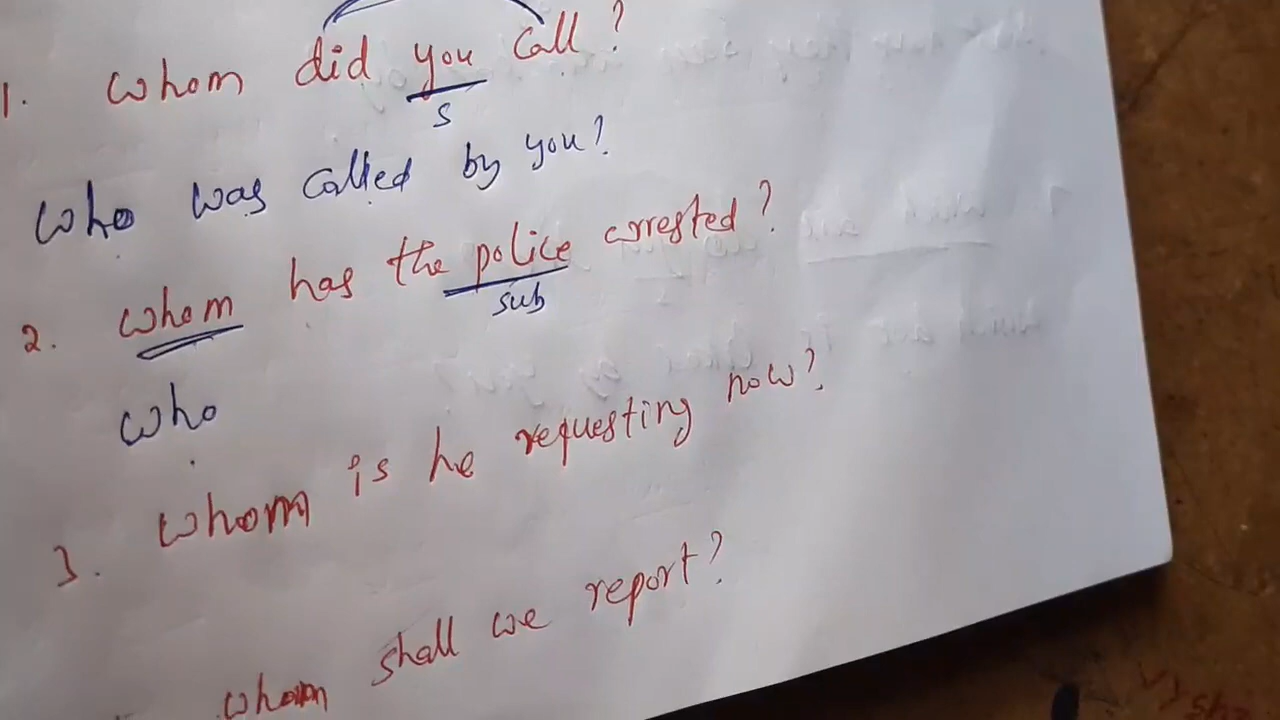 1. Whom did you call?
S
Who was called by you?
2. Whom has the police arrested?
sub
Who
3. Whom is he requesting now?
Whom shall we report?